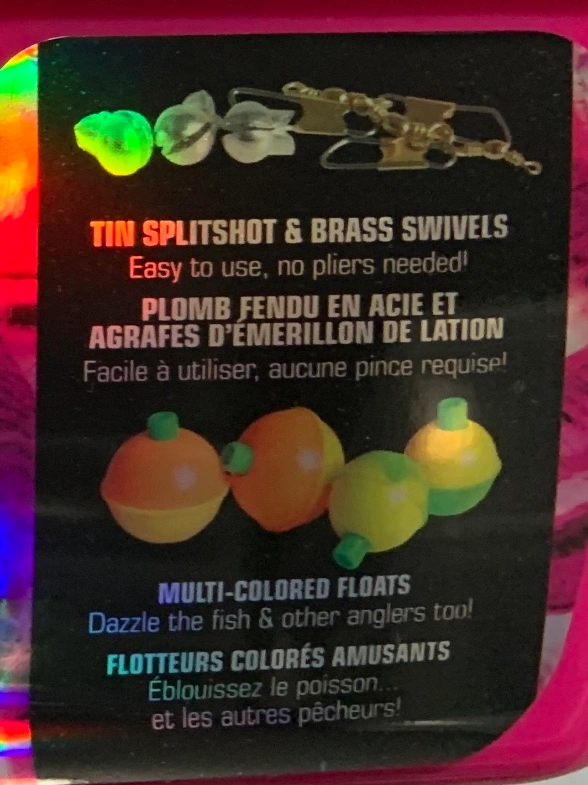 TIN SPLITSHOT & BRASS SWIVELS
Easy to use, no pliers needed!
PLOMB FENDU EN ACIE ET
AGRAFES D'ÉMERILLON DE LATION
Facile à utiliser, aucune pince requise!
MULTI-COLORED FLOATS
Dazzle the fish & other anglers too!
FLOTTEURS COLORÉS AMUSANTS
Éblouissez le poisson...
et les autres pêcheurs!